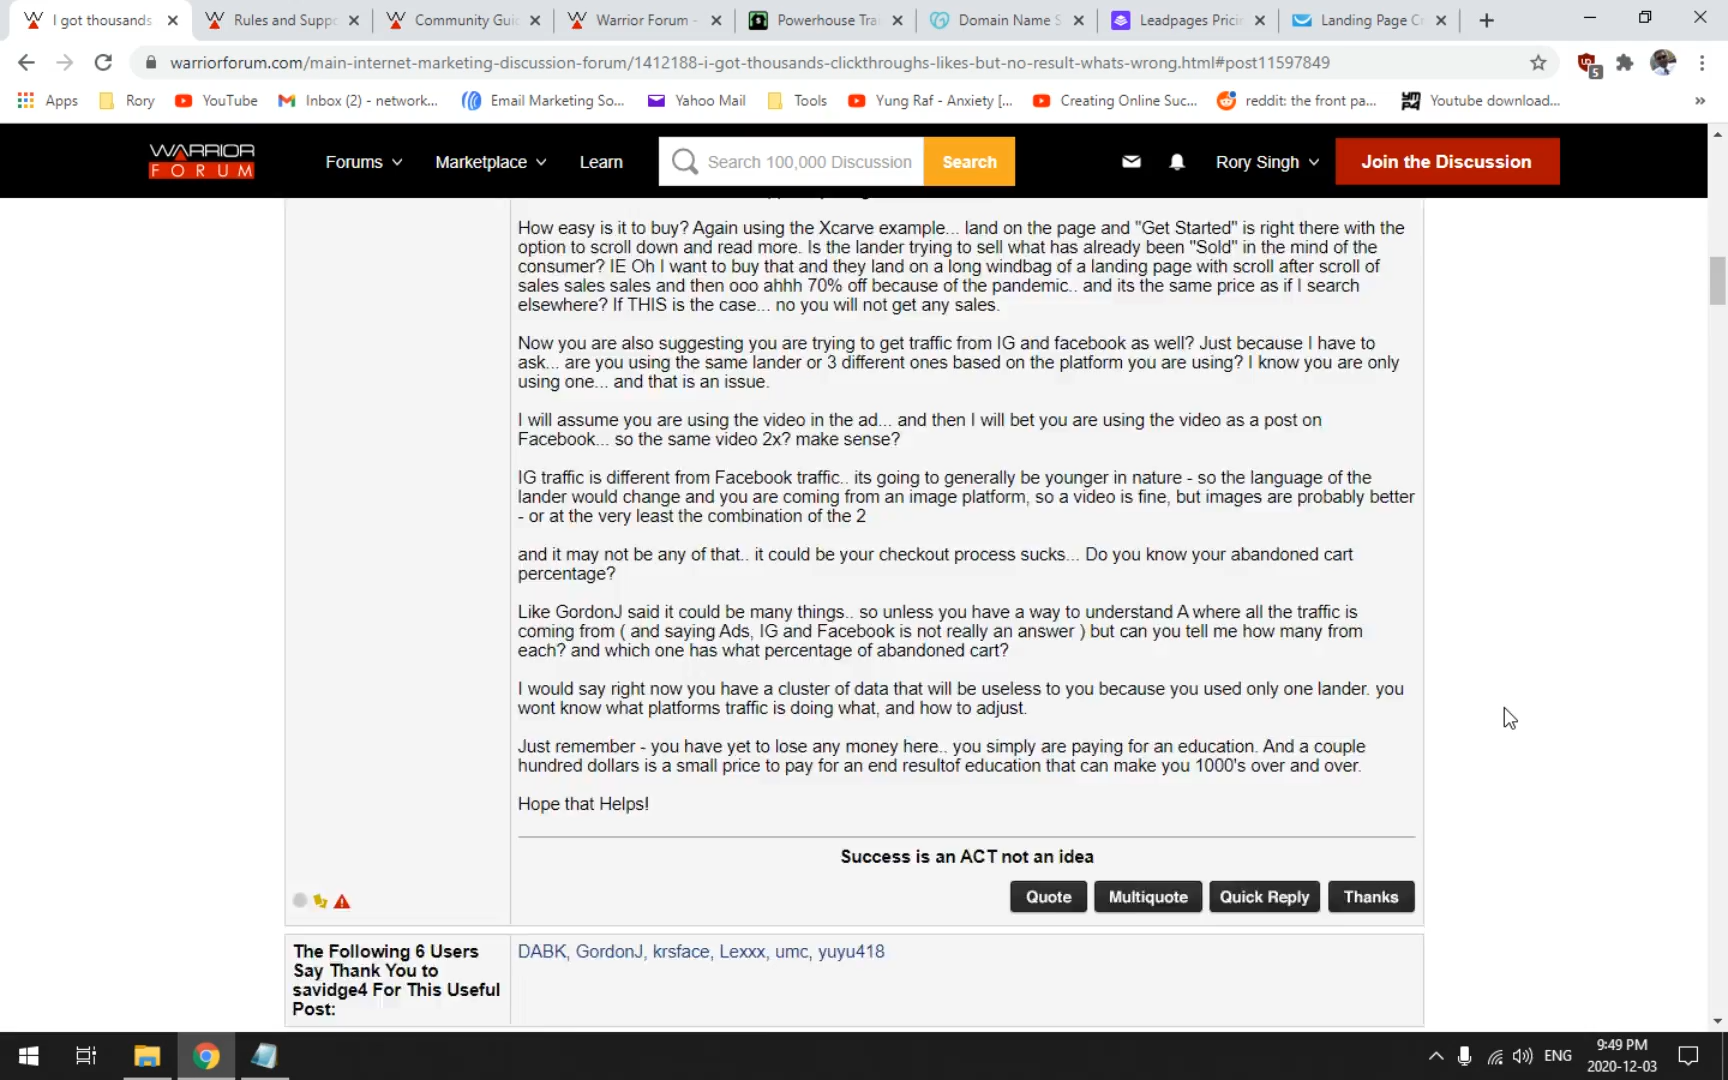 I got thousands
Rules and Supp
Community Gui
Warrior Forum -
Powerhouse Tra
Domain Name S
Leadpages Pric
Landing Page C
warriorforum.com/main-internet-marketing-discussion-forum/1412188-i-got-thousands-clickthroughs-likes-but-no-result-whats-wrong.html#post11597849
5
Apps
Rory
YouTube
Inbox (2) - network...
Email Marketing So...
Yahoo Mail
Tools
Yung Raf - Anxiety [...
Creating Online Suc...
reddit: the front pa...
YM
P4
Youtube download...
WARRIOR
FORUM
Forums
Marketplace
Learn
Search 100,000 Discussion
Search
Rory Singh
Join the Discussion
How easy is it to buy? Again using the Xcarve example... land on the page and "Get Started" is right there with the
option to scroll down and read more. Is the lander trying to sell what has already been "Sold" in the mind of the
consumer? IE Oh I want to buy that and they land on a long windbag of a landing page with scroll after scroll of
sales sales sales and then ooo ahhh 70% off because of the pandemic.. and its the same price as if I search
elsewhere? If THIS is the case... no you will not get any sales.
Now you are also suggesting you are trying to get traffic from IG and facebook as well? Just because I have to
ask... are you using the same lander or 3 different ones based on the platform you are using? I know you are only
using one... and that is an issue.
I will assume you are using the video in the ad... and then I will bet you are using the video as a post on
Facebook... so the same video 2x? make sense?
IG traffic is different from Facebook traffic.. its going to generally be younger in nature - so the language of the
lander would change and you are coming from an image platform, so a video is fine, but images are probably better
- or at the very least the combination of the 2
and it may not be any of that.. it could be your checkout process sucks... Do you know your abandoned cart
percentage?
Like GordonJ said it could be many things.. so unless you have a way to understand A where all the traffic is
coming from ( and saying Ads, IG and Facebook is not really an answer ) but can you tell me how many from
each? and which one has what percentage of abandoned cart?
I would say right now you have a cluster of data that will be useless to you because you used only one lander. you
wont know what platforms traffic is doing what, and how to adjust.
Just remember - you have yet to lose any money here.. you simply are paying for an education. And a couple
hundred dollars is a small price to pay for an end resultof education that can make you 1000's over and over.
Hope that Helps!
Success is an ACT not an idea
Quote
Multiquote
Quick Reply
Thanks
The Following 6 Users
Say Thank You to
savidge4 For This Useful
Post:
DABK, GordonJ, krsface, Lexxx, umc, yuyu418
ENG
9:49 PM
2020-12-03